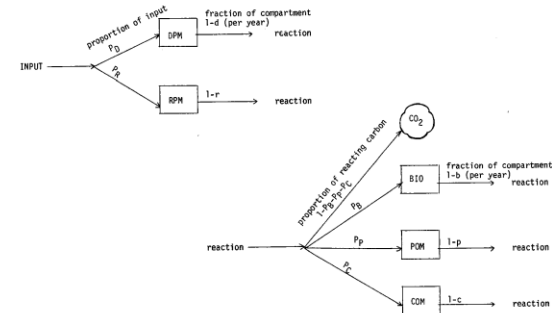 proportion of input
fraction of compartment
1-d (per year)
P_D
DPM
reaction
INPUT
P_R
RPM
1-r
reaction
CO₂
proportion of reacting carbon
1-P_B-P_P-P_C
fraction of compartment
1-b (per year)
BIO
reaction
P_B
reaction
P_P
POM
1-p
reaction
P_C
COM
1-c
reaction